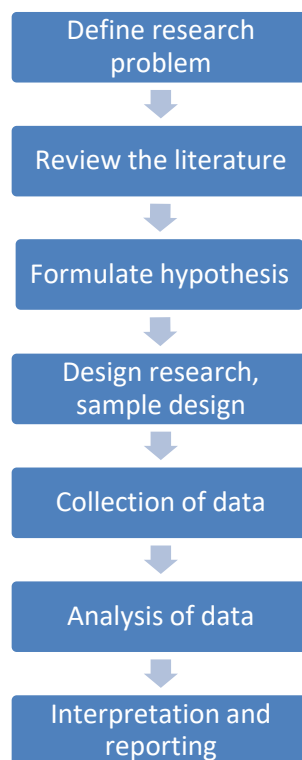 Define research
problem
Review the literature
Formulate hypothesis
Design research,
sample design
Collection of data
Analysis of data
Interpretation and
reporting